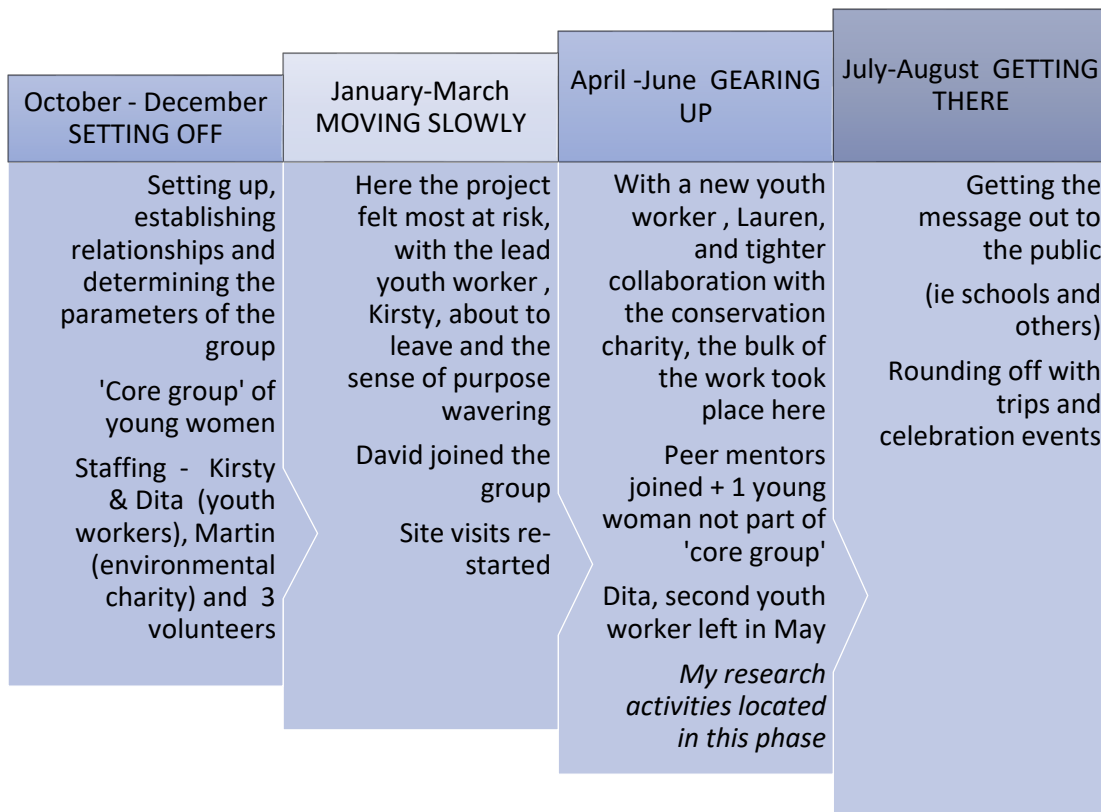 October - December
SETTING OFF
Setting up,
establishing
relationships and
determining the
parameters of the
group
'Core group' of
young women
Staffing - Kirsty
& Dita (youth
workers), Martin
(environmental
charity) and 3
volunteers
January-March
MOVING SLOWLY
Here the project
felt most at risk,
with the lead
youth worker ,
Kirsty, about to
leave and the
sense of purpose
wavering
David joined the
group
Site visits re-
started
April -June GEARING
UP
With a new youth
worker , Lauren,
and tighter
collaboration with
the conservation
charity, the bulk of
the work took
place here
Peer mentors
joined + 1 young
woman not part of
'core group'
Dita, second youth
worker left in May
My research
activities located
in this phase
July-August GETTING
THERE
Getting the
message out to
the public
(ie schools and
others)
Rounding off with
trips and
celebration events